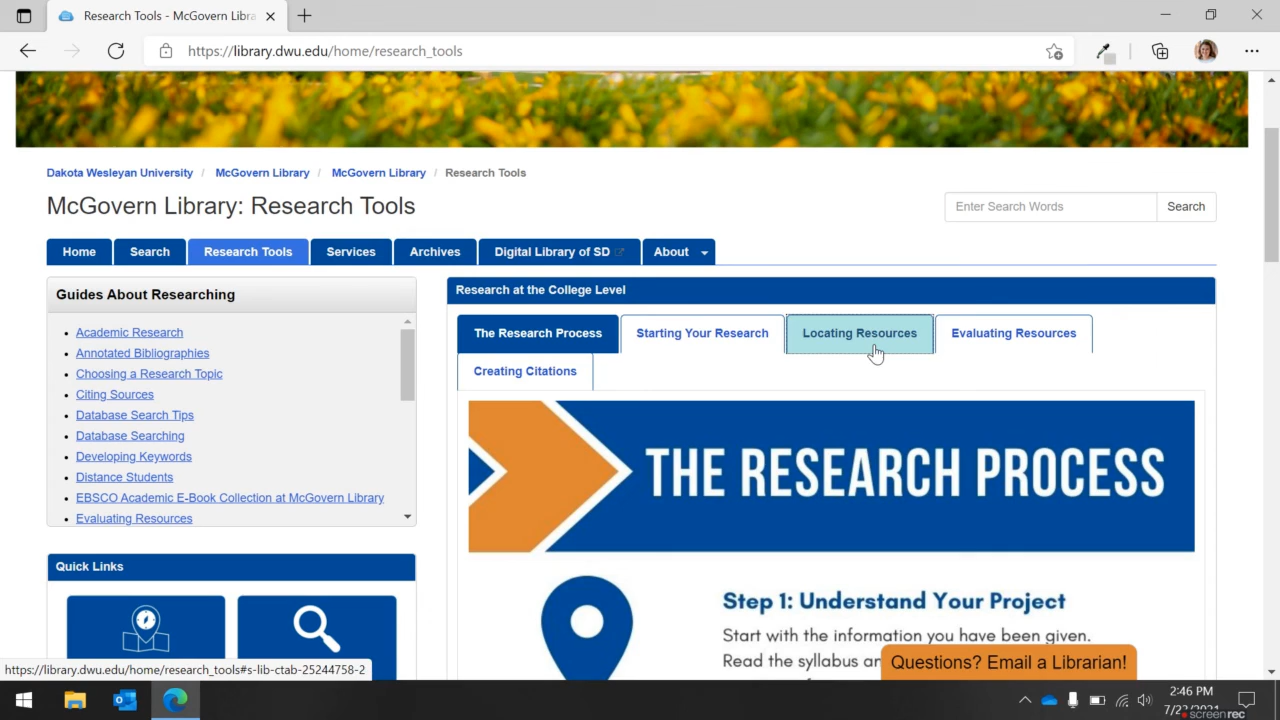 Research Tools - McGovern Libra
https://library.dwu.edu/home/research_tools
Dakota Wesleyan University / McGovern Library / McGovern Library / Research Tools
McGovern Library: Research Tools
Enter Search Words
Search
Home
Search
Research Tools
Services
Archives
Digital Library of SD
About
Guides About Researching
Academic Research
Annotated Bibliographies
Choosing a Research Topic
Citing Sources
Database Search Tips
Database Searching
Developing Keywords
Distance Students
EBSCO Academic E-Book Collection at McGovern Library
Evaluating Resources
Quick Links
Research at the College Level
The Research Process
Starting Your Research
Locating Resources
Evaluating Resources
Creating Citations
THE RESEARCH PROCESS
Step 1: Understand Your Project
Start with the information you have been given.
Read the syllabus
Questions? Email a Librarian!
https://library.dwu.edu/home/research_tools#s-lib-ctab-25244758-2
2:46 PM
screenrec